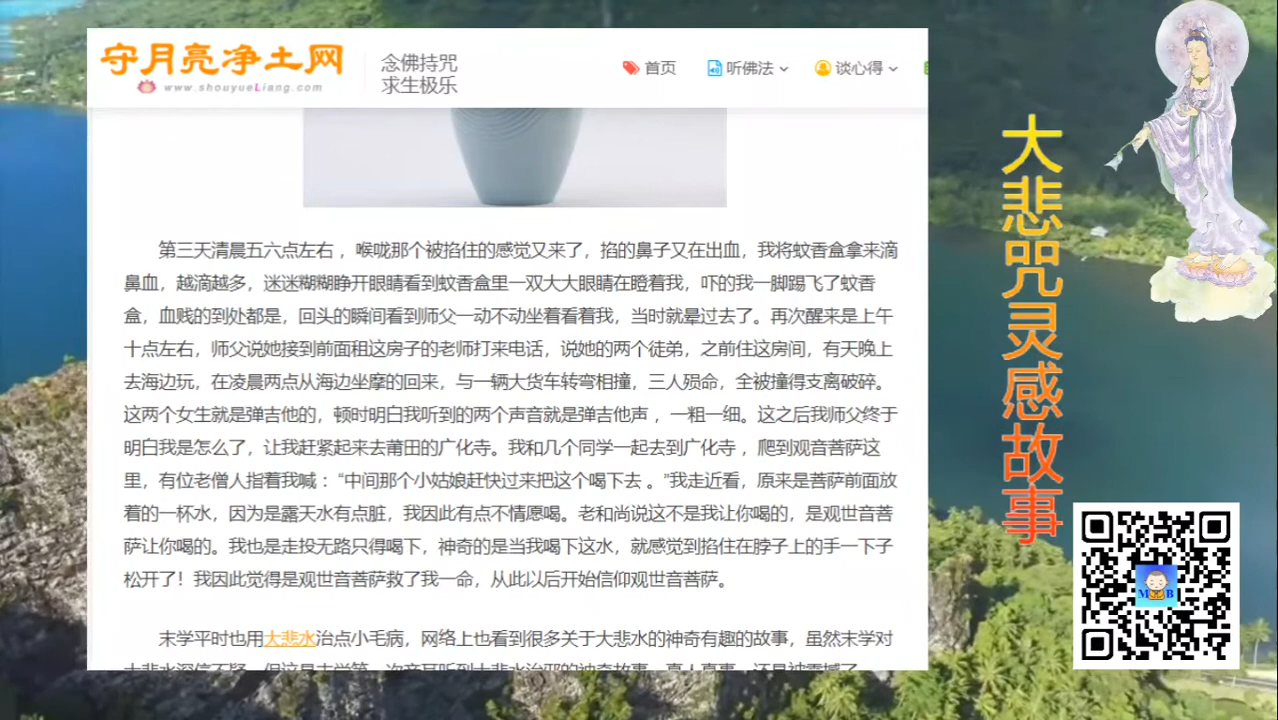 守月亮净土网
www.shouyueLiang.com
念佛持咒
求生极乐
首页
听佛法
谈心得
第三天清晨五六点左右，喉咙那个被掐住的感觉又来了，掐的鼻子又在出血，我将蚊香盒拿来滴
鼻血，越滴越多，迷迷糊糊睁开眼睛看到蚊香盒里一双大大眼睛在瞪着我，吓的我一脚踢飞了蚊香
盒，血贱的到处都是，回头的瞬间看到师父一动不动坐着看着我，当时就晕过去了。再次醒来是上午
十点左右，师父说她接到前面租这房子的老师打来电话，说她的两个徒弟，之前住这房间，有天晚上
去海边玩，在凌晨两点从海边坐摩的回来，与一辆大货车转弯相撞，三人殒命，全被撞得支离破碎。
这两个女生就是弹吉他的，顿时明白我听到的两个声音就是弹吉他声 ，一粗一细。这之后我师父终于
明白我是怎么了，让我赶紧起来去莆田的广化寺。我和几个同学一起去到广化寺 ，爬到观音菩萨这
里，有位老僧人指着我喊 ：“中间那个小姑娘赶快过来把这个喝下去 。”我走近看，原来是菩萨前面放
着的一杯水，因为是露天水有点脏，我因此有点不情愿喝。老和尚说这不是我让你喝的，是观世音菩
萨让你喝的。我也是走投无路只得喝下，神奇的是当我喝下这水，就感觉到掐住在脖子上的手一下子
松开了！我因此觉得是观世音菩萨救了我一命，从此以后开始信仰观世音菩萨。
末学平时也用大悲水治点小毛病，网络上也看到很多关于大悲水的神奇有趣的故事，虽然末学对
大悲咒灵感故事
M B